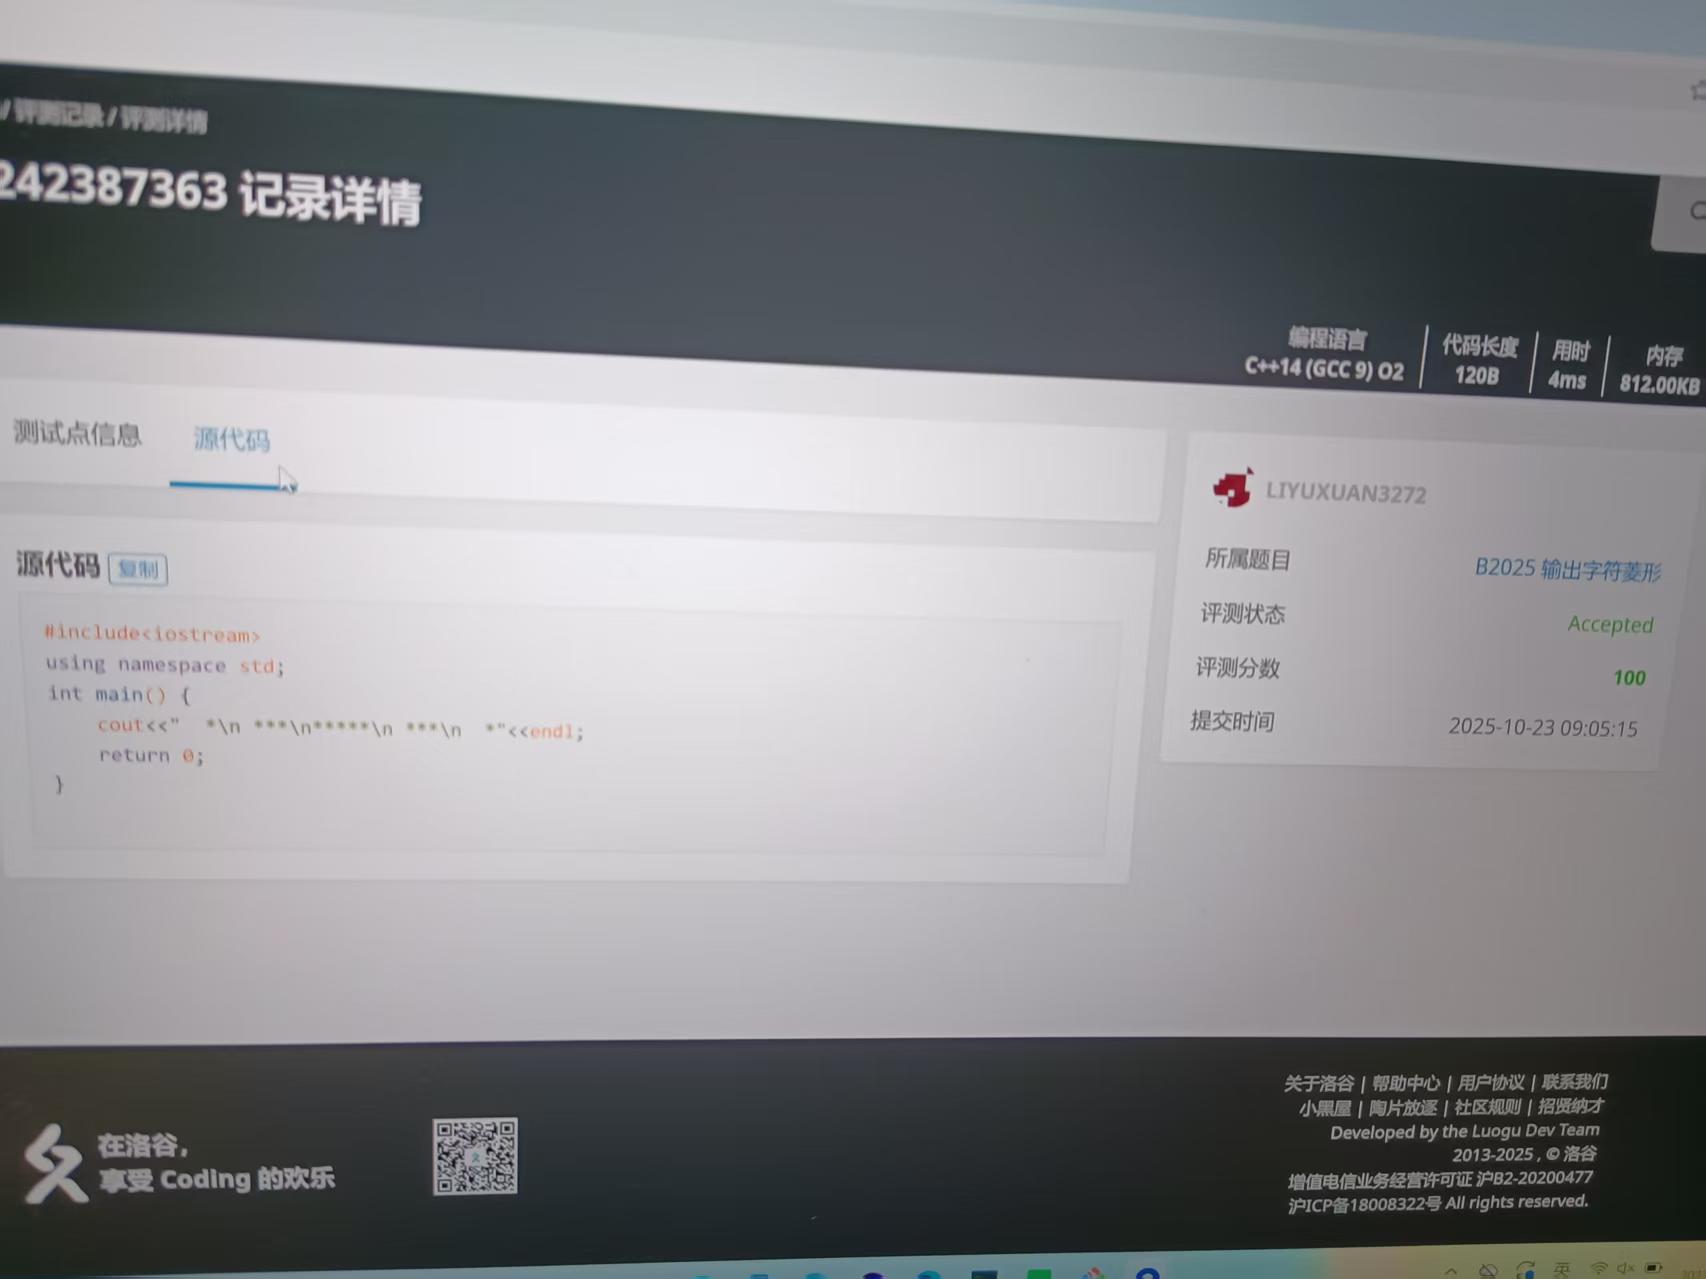 / 评测记录 / 评测详情
242387363 记录详情
编程语言
C++14 (GCC 9) O2
代码长度
120B
用时
4ms
内存
812.00KB
测试点信息
源代码
源代码 复制
#include<iostream>
using namespace std;
int main() {
    cout<<"  *\n ***\n*****\n ***\n  *"<<endl;
    return 0;
}
LIYUXUAN3272
所属题目 B2025 输出字符菱形
评测状态 Accepted
评测分数 100
提交时间 2025-10-23 09:05:15
在洛谷，
享受 Coding 的欢乐
关于洛谷 | 帮助中心 | 用户协议 | 联系我们
小黑屋 | 陶片放逐 | 社区规则 | 招贤纳才
Developed by the Luogu Dev Team
2013-2025 , © 洛谷
增值电信业务经营许可证 沪B2-20200477
沪ICP备18008322号 All rights reserved.
英